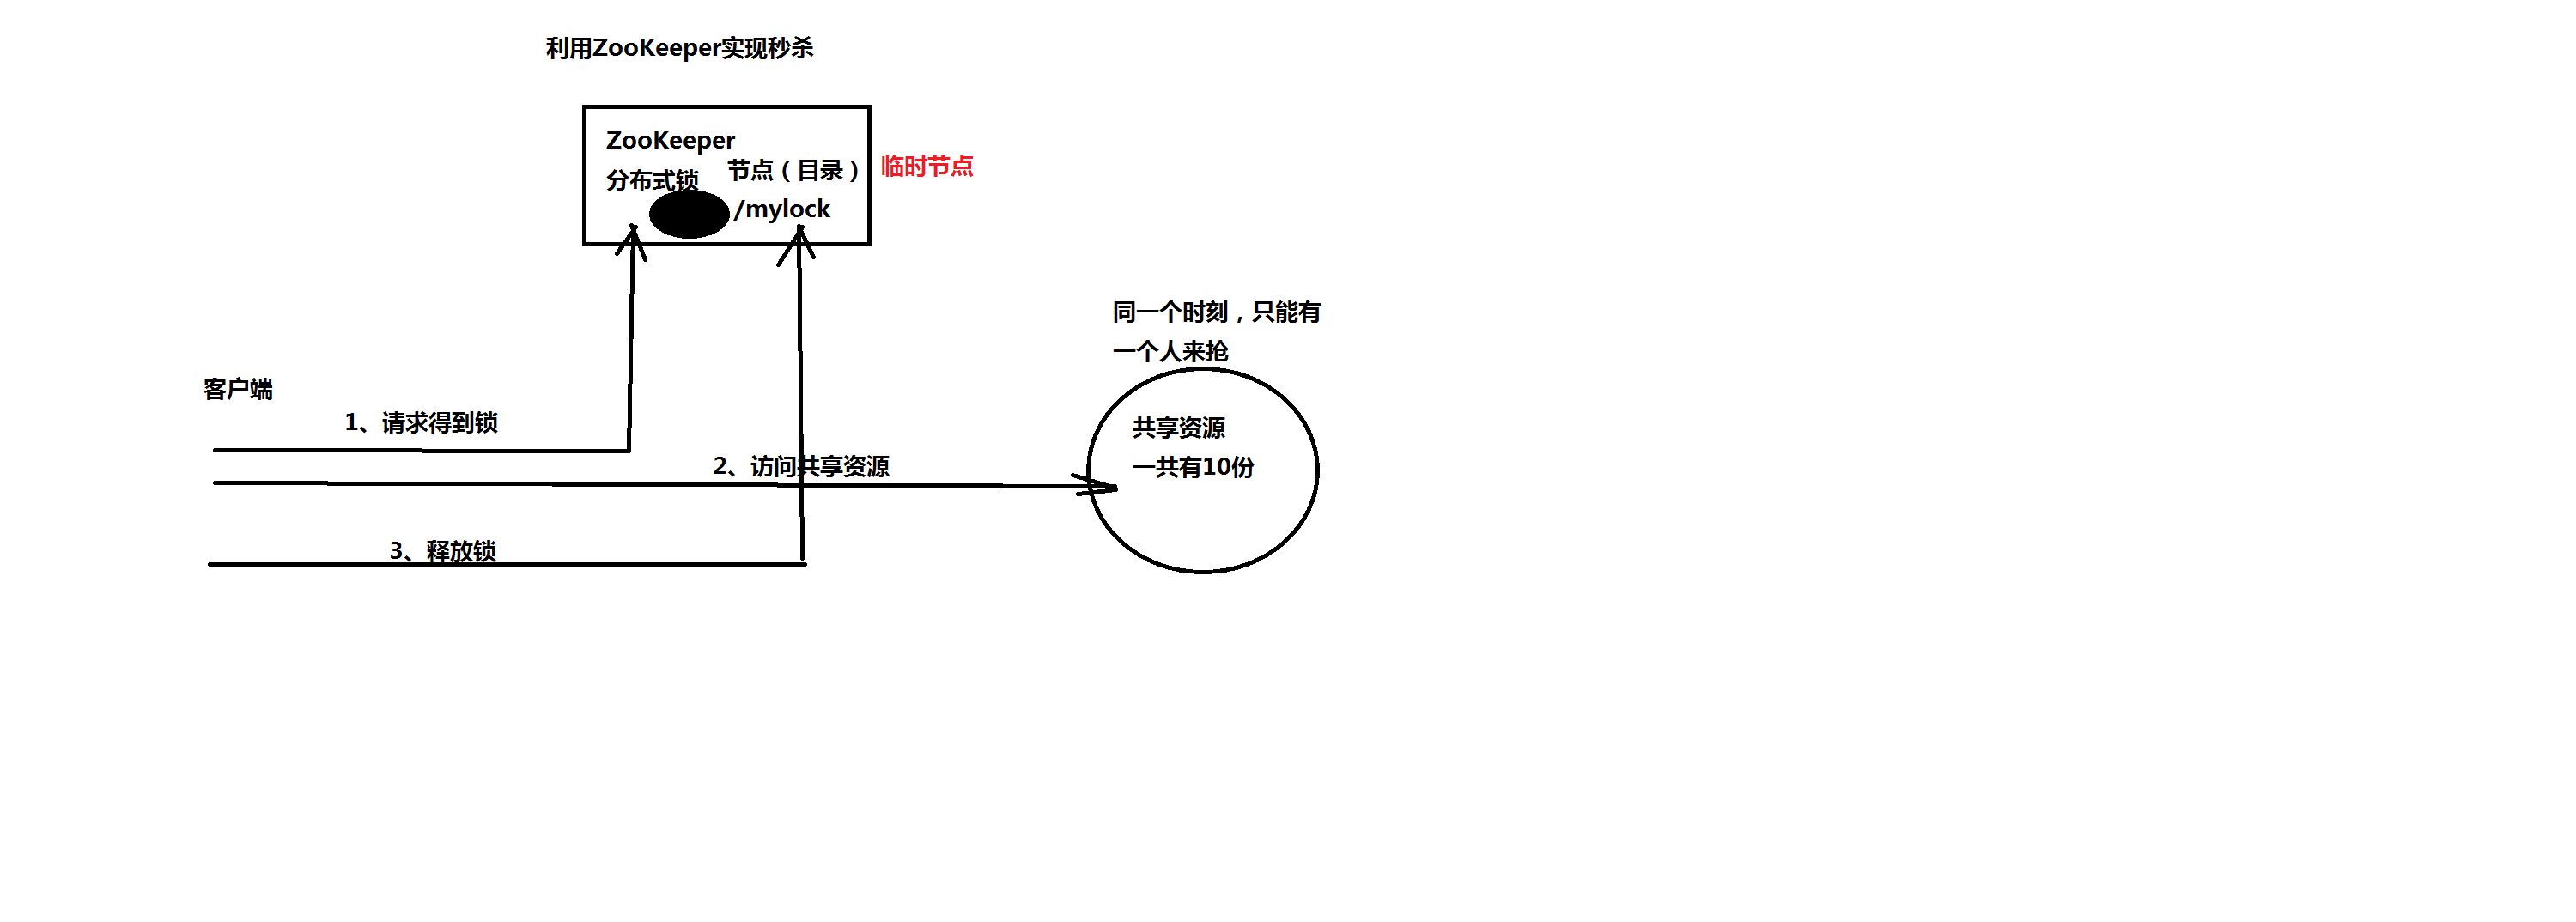 利用ZooKeeper实现秒杀
ZooKeeper
分布式锁
节点（目录）
/mylock
临时节点
同一个时刻，只能有
一个人来抢
客户端
1、请求得到锁
共享资源
一共有10份
2、访问共享资源
3、释放锁